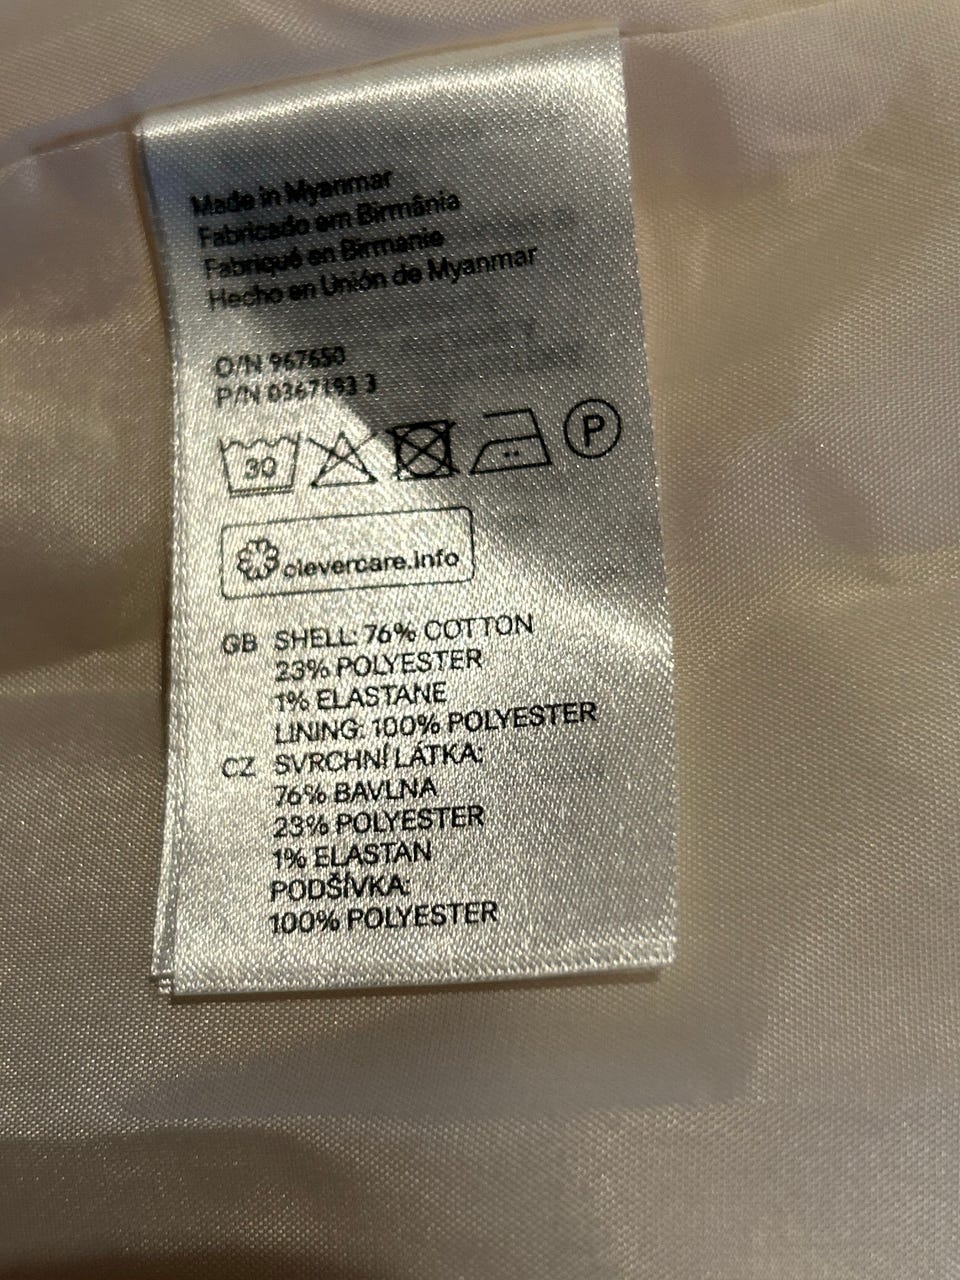 Made in Myanmar
Fabricado em Birmânia
Fabriqué en Birmanie
Hecho en Unión de Myanmar
O/N 967650
P/N 0367193 3
30 P
clevercare.info
GB SHELL: 76% COTTON
23% POLYESTER
1% ELASTANE
LINING: 100% POLYESTER
CZ SVRCHNÍ LÁTKA:
76% BAVLNA
23% POLYESTER
1% ELASTAN
PODŠÍVKA:
100% POLYESTER